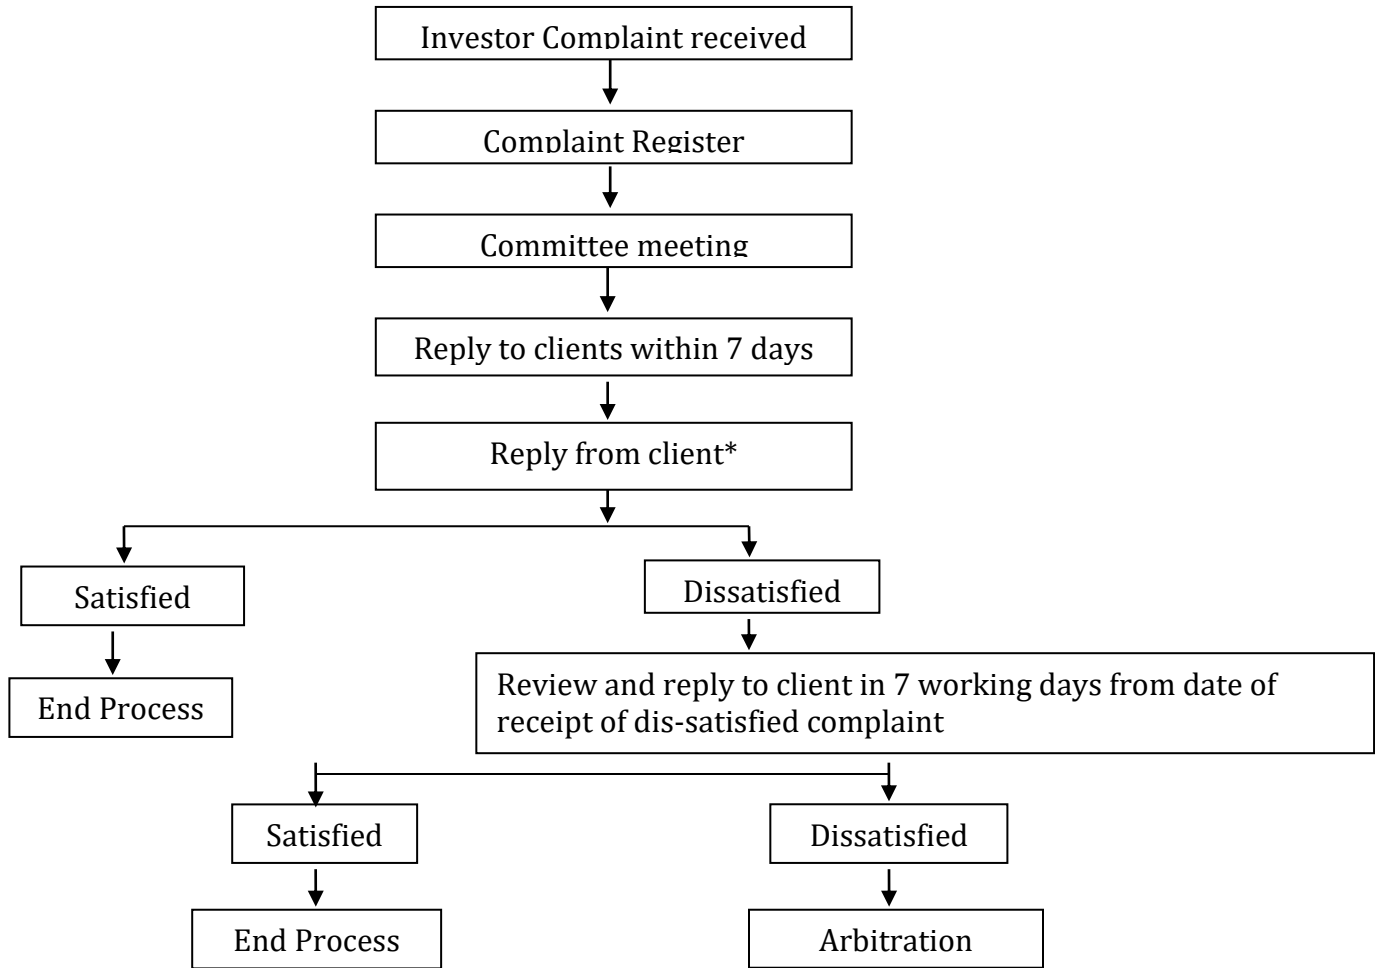 Investor Complaint received
Complaint Register
Committee meeting
Reply to clients within 7 days
Reply from client*
Satisfied
Dissatisfied
End Process
Review and reply to client in 7 working days from date of
receipt of dis-satisfied complaint
Satisfied
Dissatisfied
End Process
Arbitration